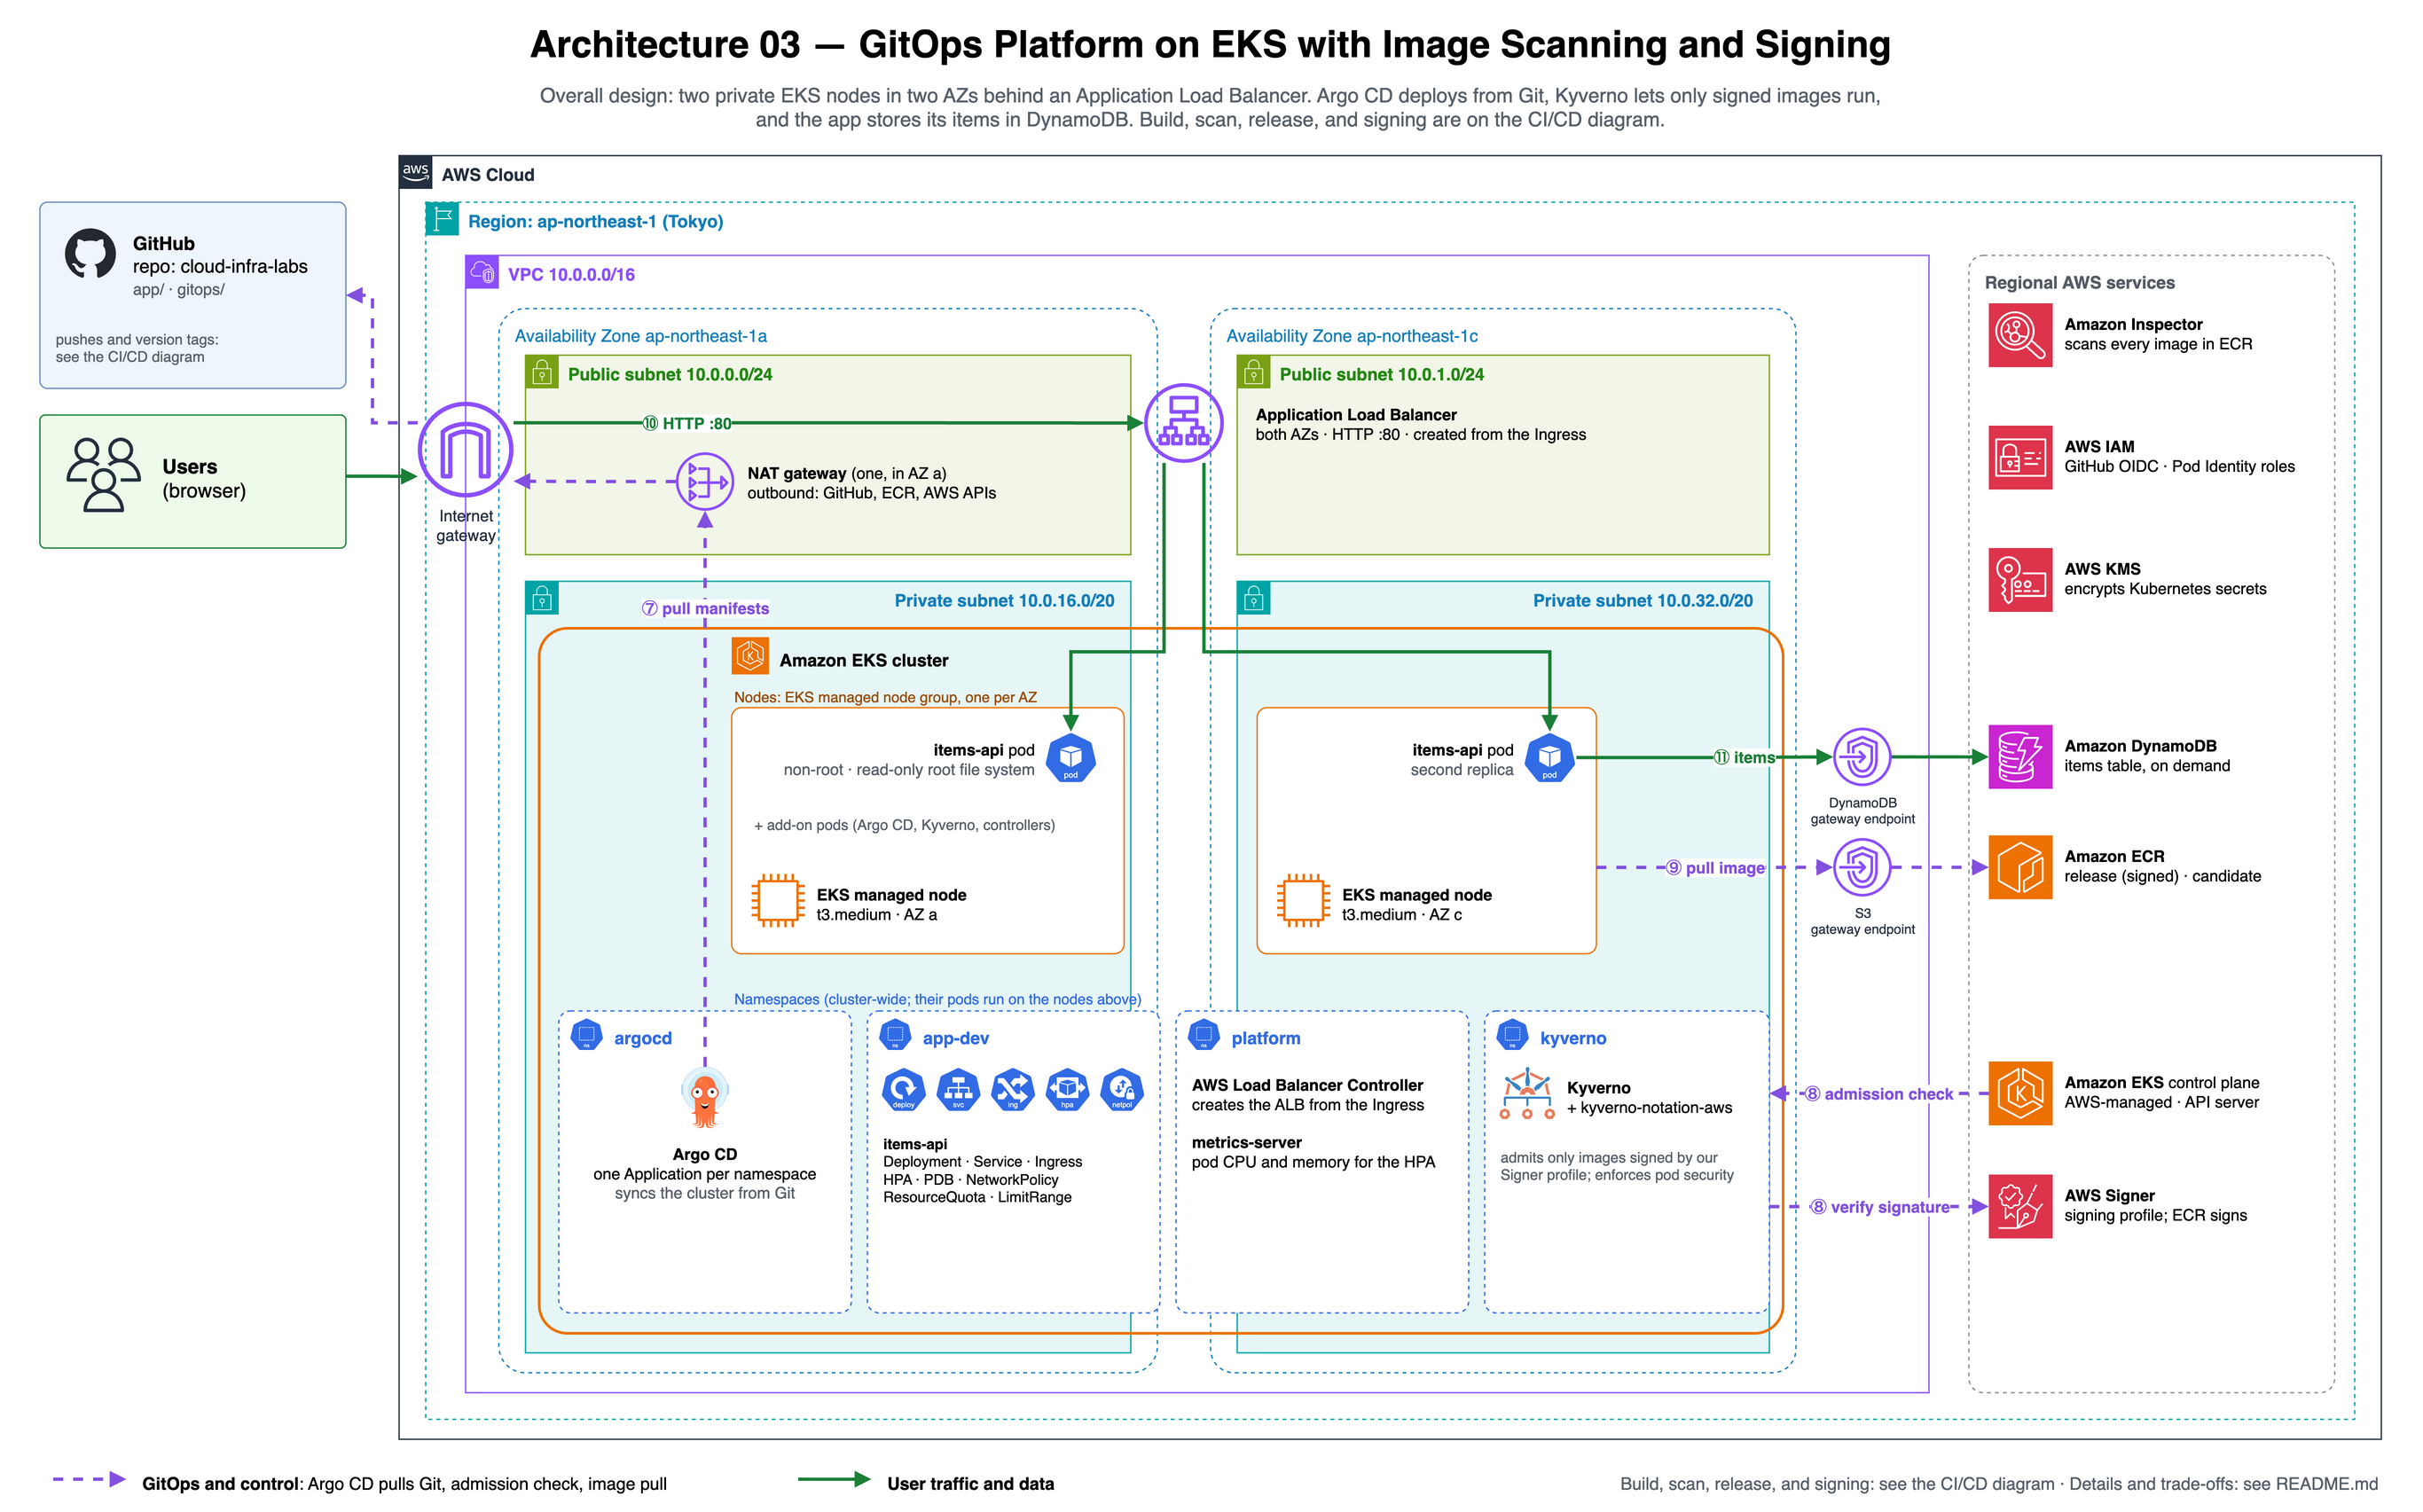 Architecture 03 — GitOps Platform on EKS with Image Scanning and Signing
Overall design: two private EKS nodes in two AZs behind an Application Load Balancer. Argo CD deploys from Git, Kyverno lets only signed images run,
and the app stores its items in DynamoDB. Build, scan, release, and signing are on the CI/CD diagram.
aws
AWS Cloud
Region: ap-northeast-1 (Tokyo)
VPC 10.0.0.0/16
GitHub
repo: cloud-infra-labs
app/ · gitops/
pushes and version tags:
see the CI/CD diagram
Users
(browser)
Internet
gateway
Availability Zone ap-northeast-1a
Public subnet 10.0.0.0/24
⑩ HTTP :80
NAT gateway (one, in AZ a)
outbound: GitHub, ECR, AWS APIs
Availability Zone ap-northeast-1c
Public subnet 10.0.1.0/24
Application Load Balancer
both AZs · HTTP :80 · created from the Ingress
Private subnet 10.0.16.0/20
⑦ pull manifests
Private subnet 10.0.32.0/20
Amazon EKS cluster
Nodes: EKS managed node group, one per AZ
items-api pod
non-root · read-only root file system
pod
+ add-on pods (Argo CD, Kyverno, controllers)
EKS managed node
t3.medium · AZ a
items-api pod
second replica
pod
EKS managed node
t3.medium · AZ c
⑪ items
DynamoDB
gateway endpoint
⑨ pull image
S3
gateway endpoint
Namespaces (cluster-wide; their pods run on the nodes above)
ns
argocd
Argo CD
one Application per namespace
syncs the cluster from Git
ns
app-dev
deploy
svc
ing
hpa
netpol
items-api
Deployment · Service · Ingress
HPA · PDB · NetworkPolicy
ResourceQuota · LimitRange
ns
platform
AWS Load Balancer Controller
creates the ALB from the Ingress
metrics-server
pod CPU and memory for the HPA
ns
kyverno
Kyverno
+ kyverno-notation-aws
admits only images signed by our
Signer profile; enforces pod security
⑧ admission check
⑧ verify signature
Regional AWS services
Amazon Inspector
scans every image in ECR
AWS IAM
GitHub OIDC · Pod Identity roles
AWS KMS
encrypts Kubernetes secrets
Amazon DynamoDB
items table, on demand
Amazon ECR
release (signed) · candidate
Amazon EKS control plane
AWS-managed · API server
AWS Signer
signing profile; ECR signs
GitOps and control: Argo CD pulls Git, admission check, image pull
User traffic and data
Build, scan, release, and signing: see the CI/CD diagram · Details and trade-offs: see README.md